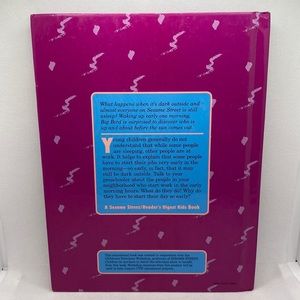 What happens when it's dark outside and
almost everyone on Sesame Street is still
asleep? Waking up early one morning,
Big Bird is surprised to discover who is
up and about before the sun comes out.
Young children generally do not
understand that while some people
are sleeping, other people are at
work. It helps to explain that some people
have to start their jobs very early in the
morning—so early, in fact, that it may
still be dark outside. Talk to your
preschooler about the people in your
neighborhood who start work in the early
morning hours. What do they do? Why do
they have to start their day so early?
A Sesame Street/Reader's Digest Kids Book